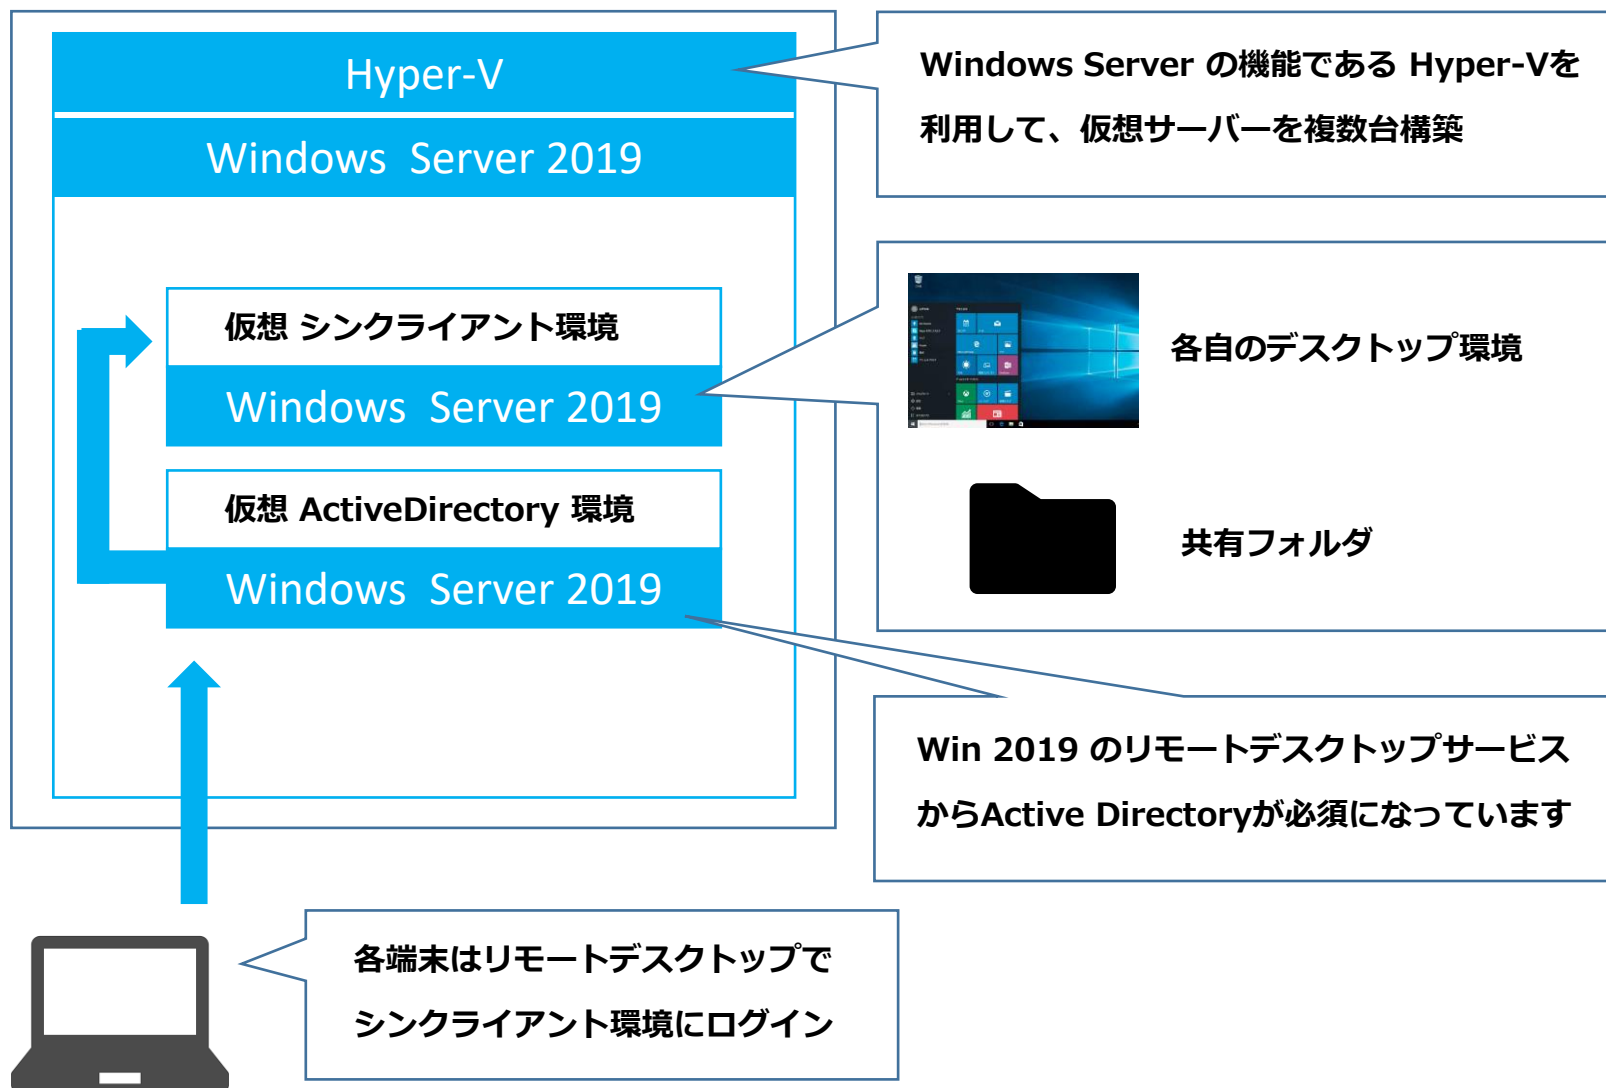 Hyper-V
Windows Server 2019
Windows Server の機能である Hyper-Vを
利用して、仮想サーバーを複数台構築
仮想 シンクライアント環境
Windows Server 2019
各自のデスクトップ環境
共有フォルダ
仮想 ActiveDirectory 環境
Windows Server 2019
Win 2019 のリモートデスクトップサービス
からActive Directoryが必須になっています
各端末はリモートデスクトップで
シンクライアント環境にログイン